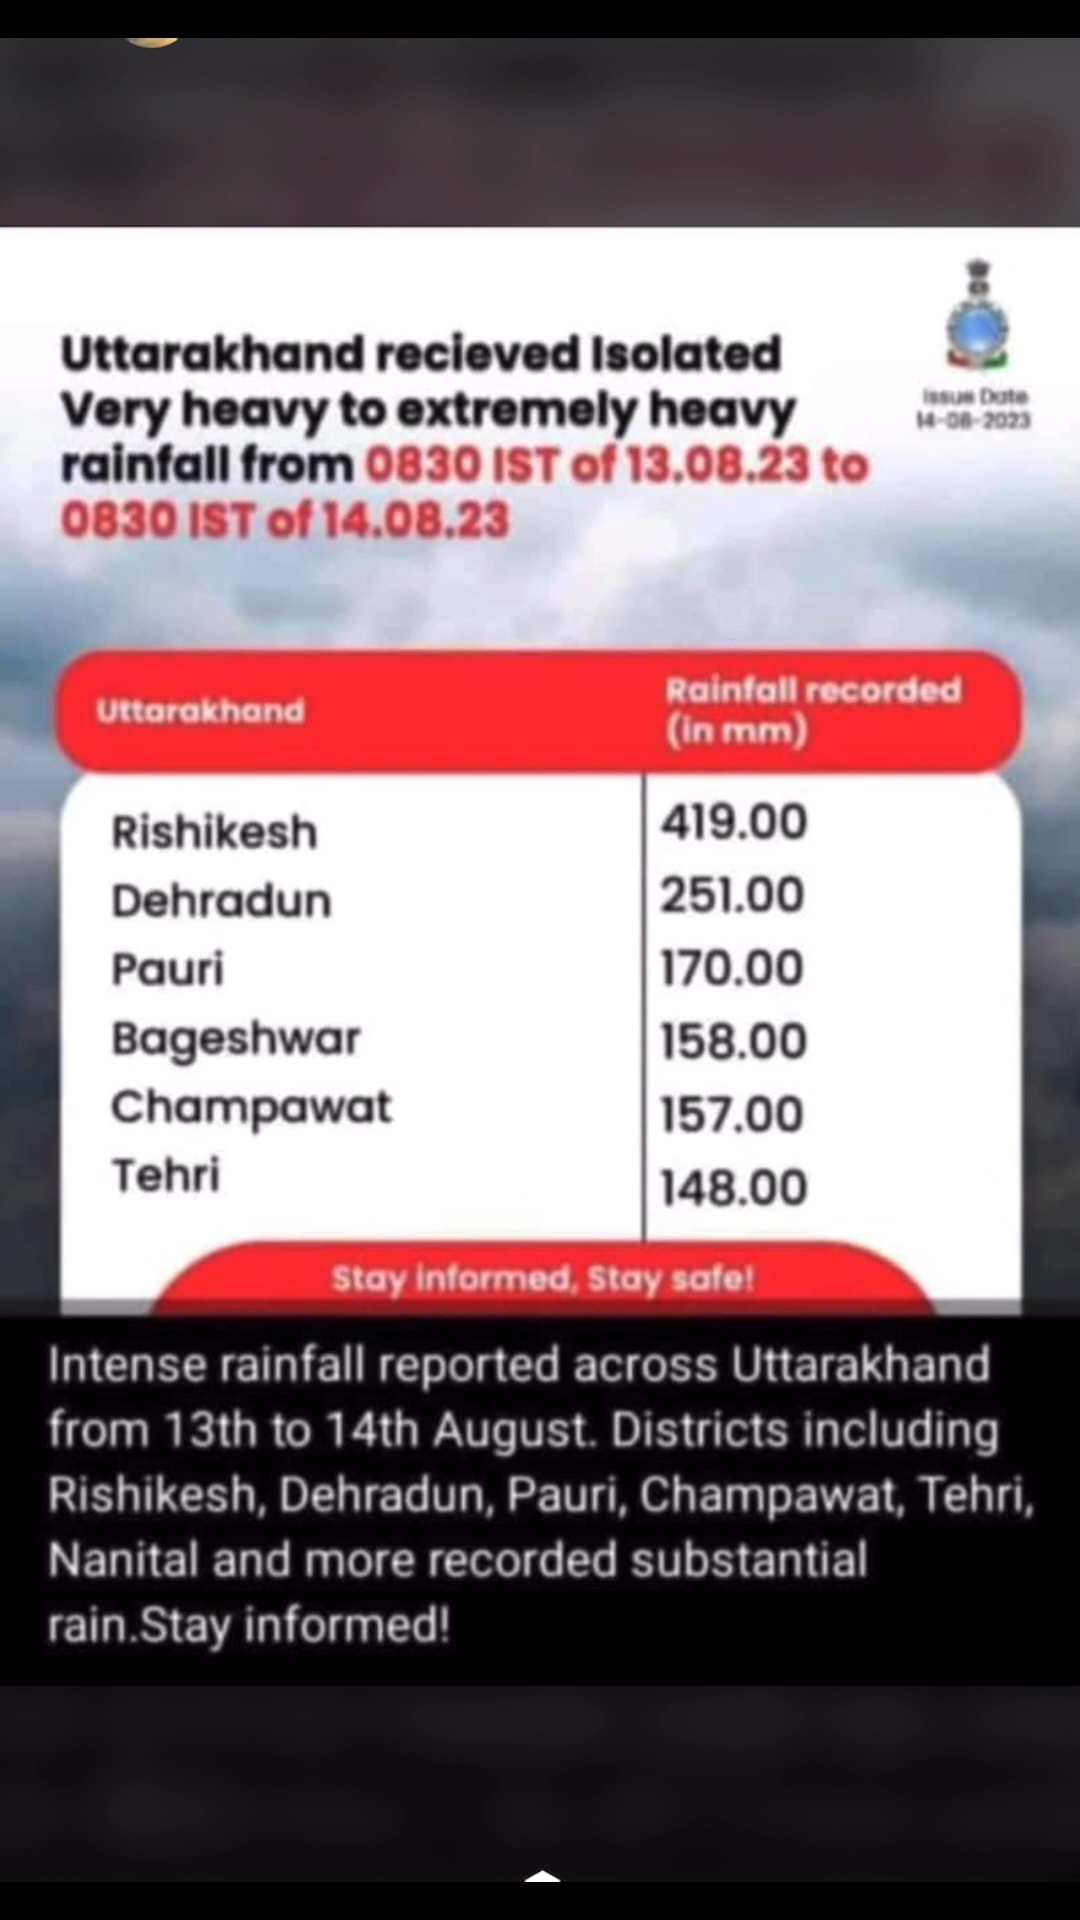 Uttarakhand recieved Isolated
Very heavy to extremely heavy
rainfall from 0830 IST of 13.08.23 to
0830 IST of 14.08.23
Issue Date
14-08-2023
Uttarakhand
Rainfall recorded
(in mm)
Rishikesh 419.00
Dehradun 251.00
Pauri 170.00
Bageshwar 158.00
Champawat 157.00
Tehri 148.00
Stay informed, Stay safe!
Intense rainfall reported across Uttarakhand
from 13th to 14th August. Districts including
Rishikesh, Dehradun, Pauri, Champawat, Tehri,
Nanital and more recorded substantial
rain.Stay informed!